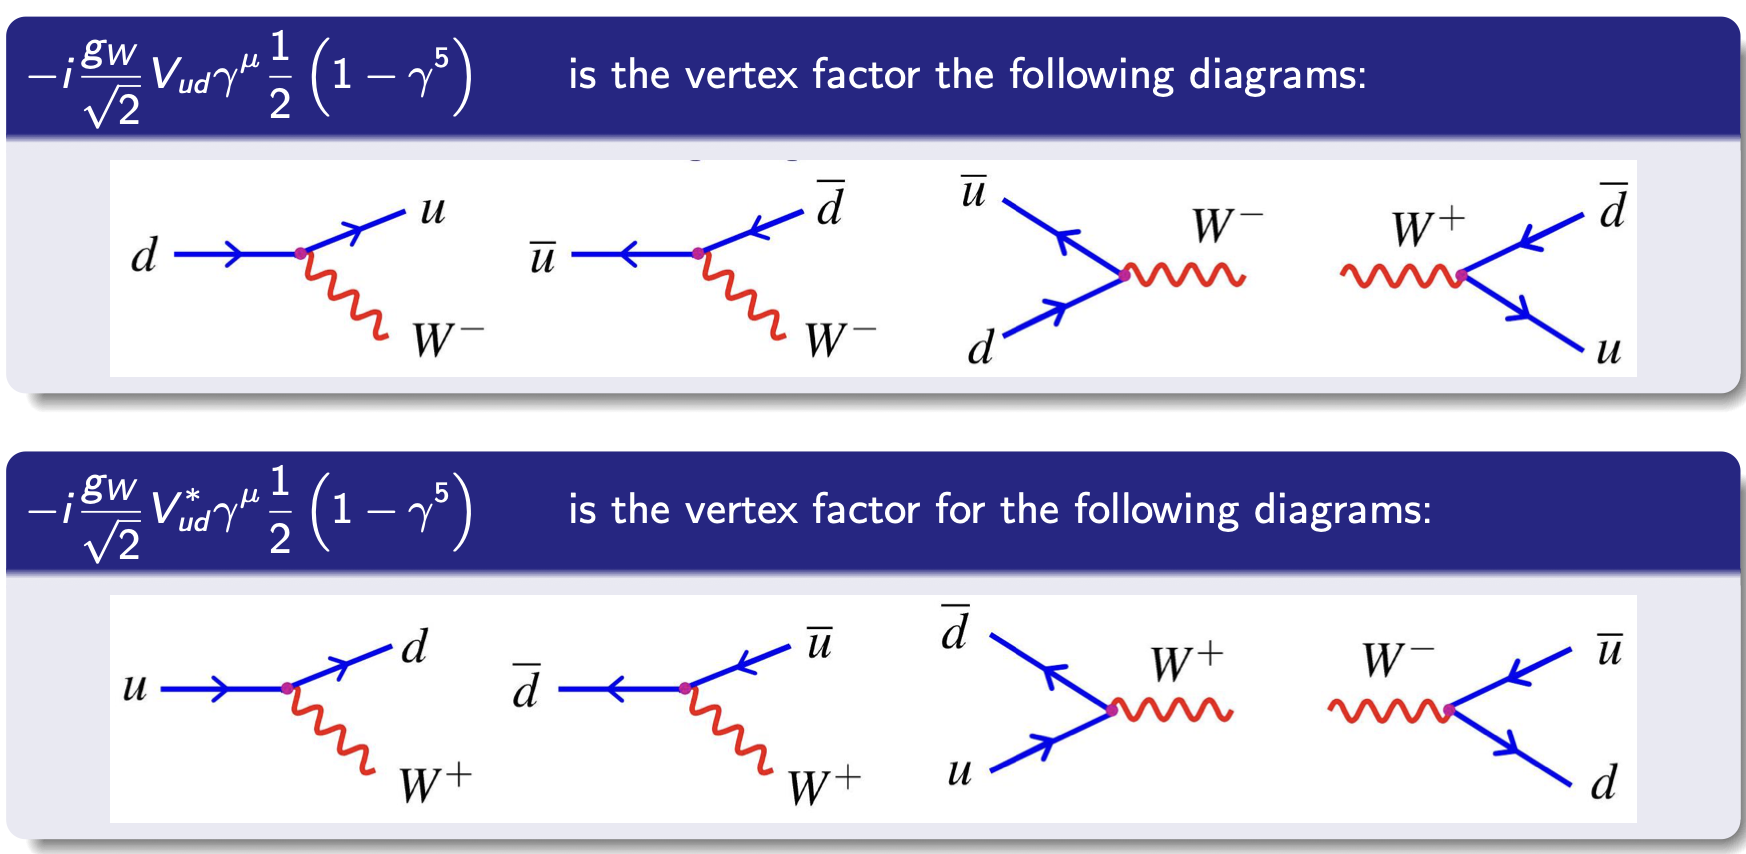 $-i\frac{g_W}{\sqrt{2}}V_{ud}\gamma^{\mu}\frac{1}{2}\left(1-\gamma^{5}\right)$ is the vertex factor the following diagrams:
$d$ $u$ $W^-$ $\overline{u}$ $\overline{d}$ $W^-$ $\overline{u}$ $d$ $W^-$ $W^+$ $\overline{d}$ $u$
$-i\frac{g_W}{\sqrt{2}}V_{ud}^{*}\gamma^{\mu}\frac{1}{2}\left(1-\gamma^{5}\right)$ is the vertex factor for the following diagrams:
$u$ $d$ $W^+$ $\overline{d}$ $\overline{u}$ $W^+$ $\overline{d}$ $u$ $W^+$ $W^-$ $\overline{u}$ $d$